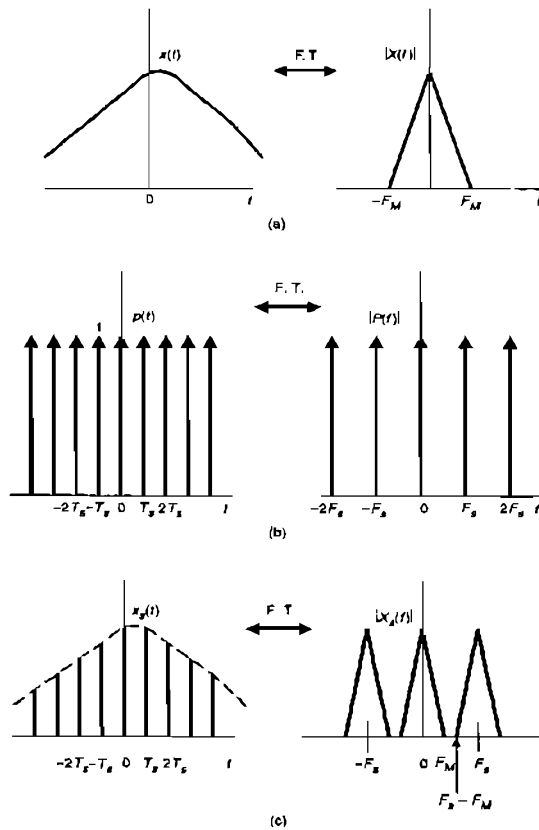 x(t) F. T |X(f)|
0 t -F_M F_M f
(a)
F. T.
1 p(t) |P(f)|
-2T_s -T_s 0 T_s 2T_s t -2F_s -F_s 0 F_s 2F_s f
(b)
x_s(t) F. T |X_s(f)|
-2T_s -T_s 0 T_s 2T_s t -F_s 0 F_M F_s
F_s - F_M
(c)